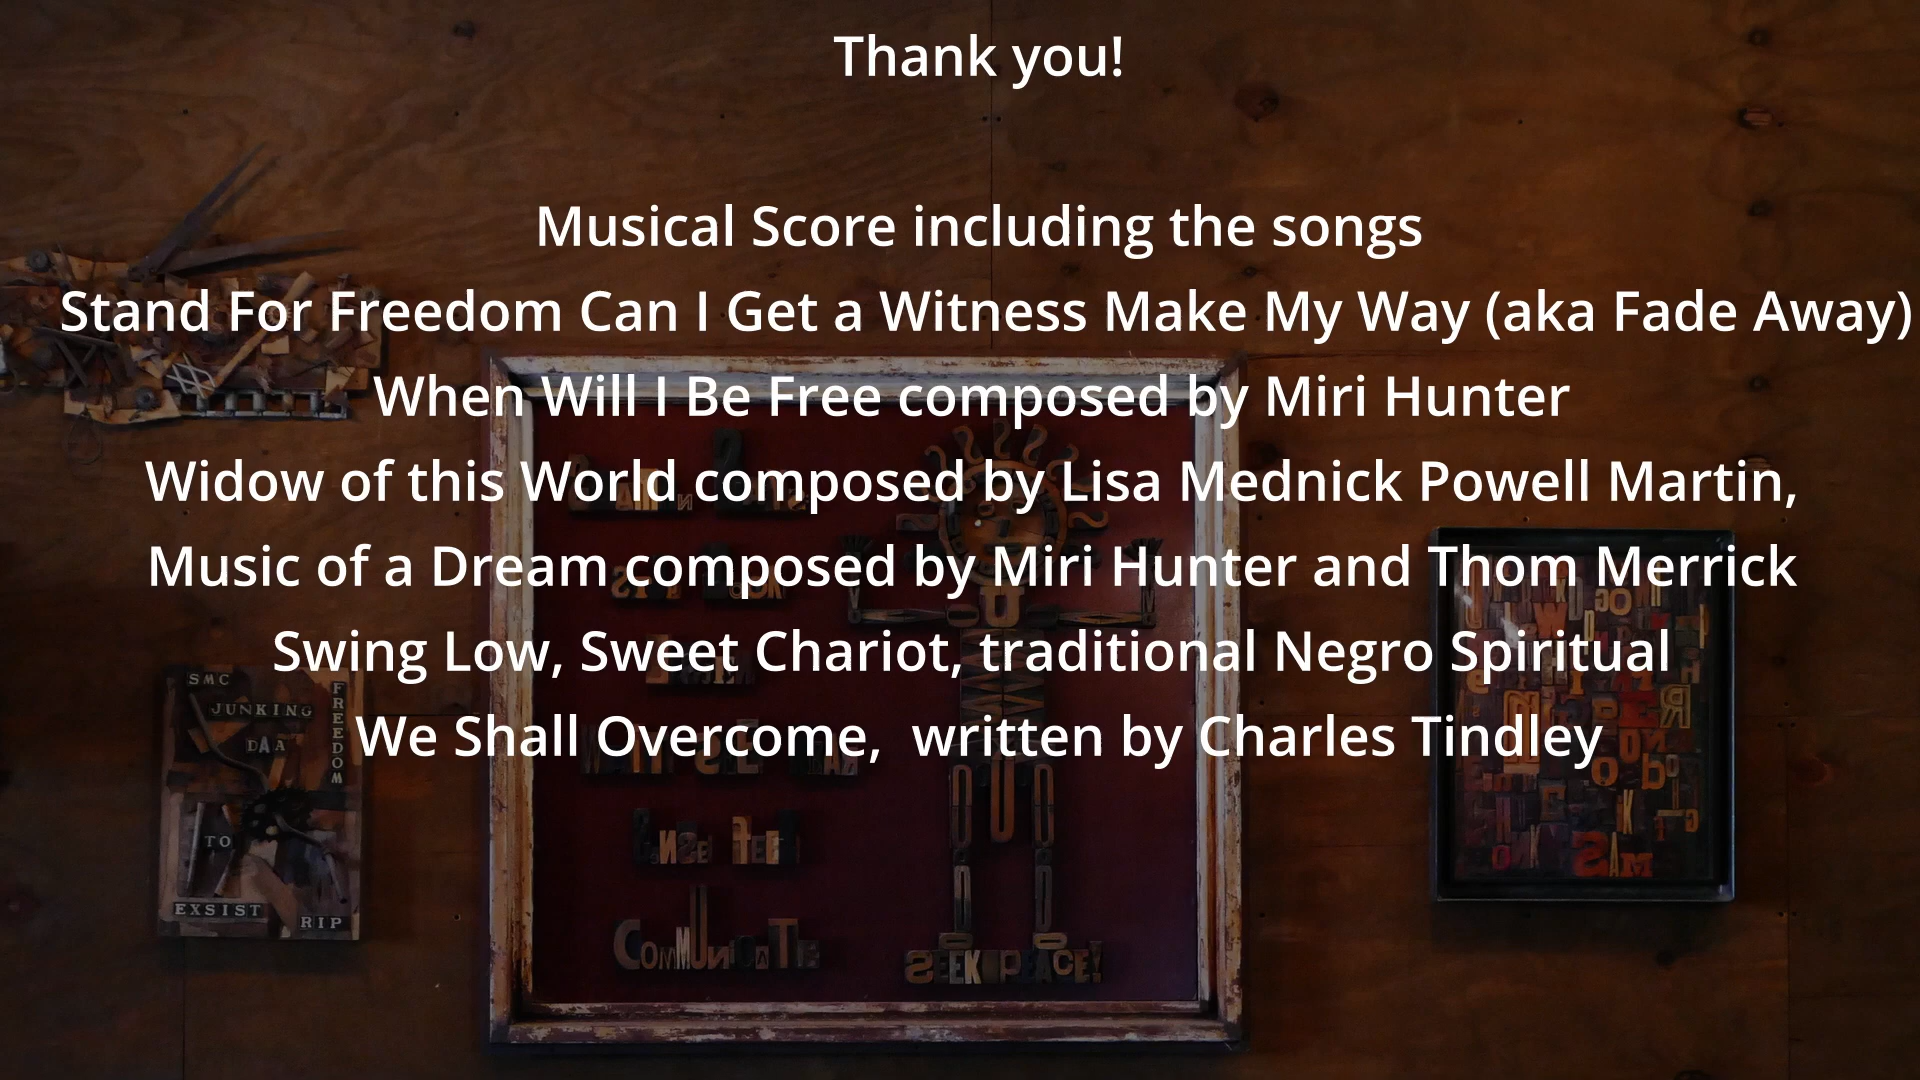 Thank you!
Musical Score including the songs
Stand For Freedom Can I Get a Witness Make My Way (aka Fade Away)
When Will I Be Free composed by Miri Hunter
Widow of this World composed by Lisa Mednick Powell Martin,
Music of a Dream composed by Miri Hunter and Thom Merrick
Swing Low, Sweet Chariot, traditional Negro Spiritual
We Shall Overcome,  written by Charles Tindley
SMC
FREEDOM
JUNKING
DAA
TO
EXSIST
RIP
COMMUNICATE
SEEK PEACE!